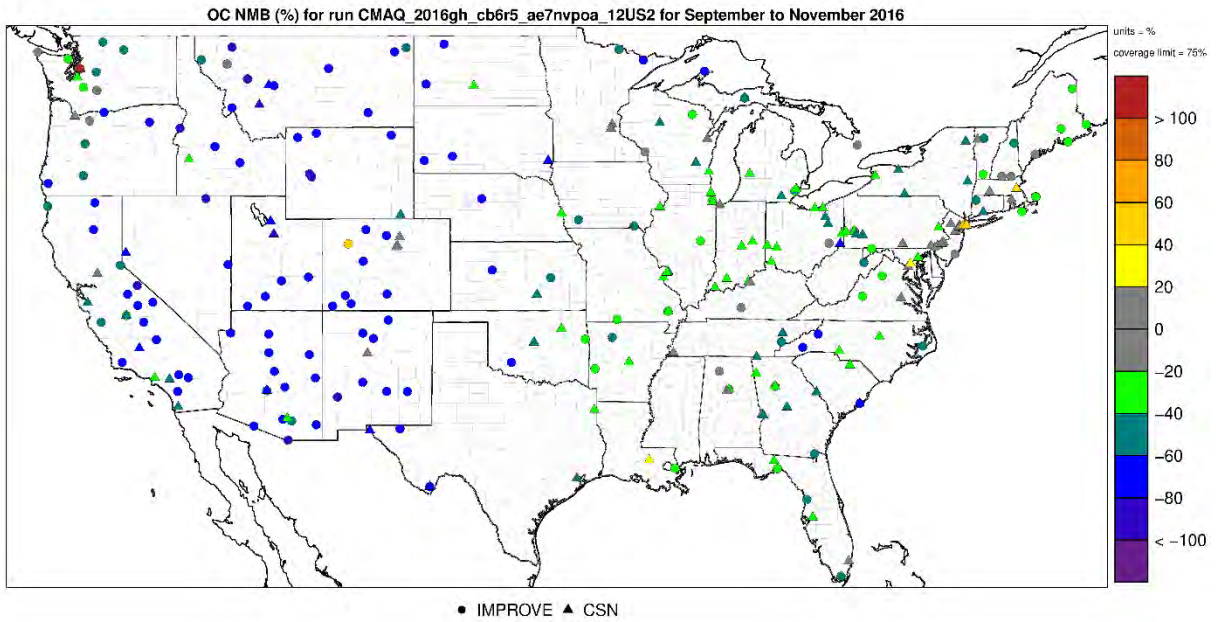 OC NMB (%) for run CMAQ_2016gh_cb6r5_ae7nvpoa_12US2 for September to November 2016
units = %
coverage limit = 75%
> 100
80
60
40
20
0
−20
−40
−60
−80
< −100
● IMPROVE ▲ CSN